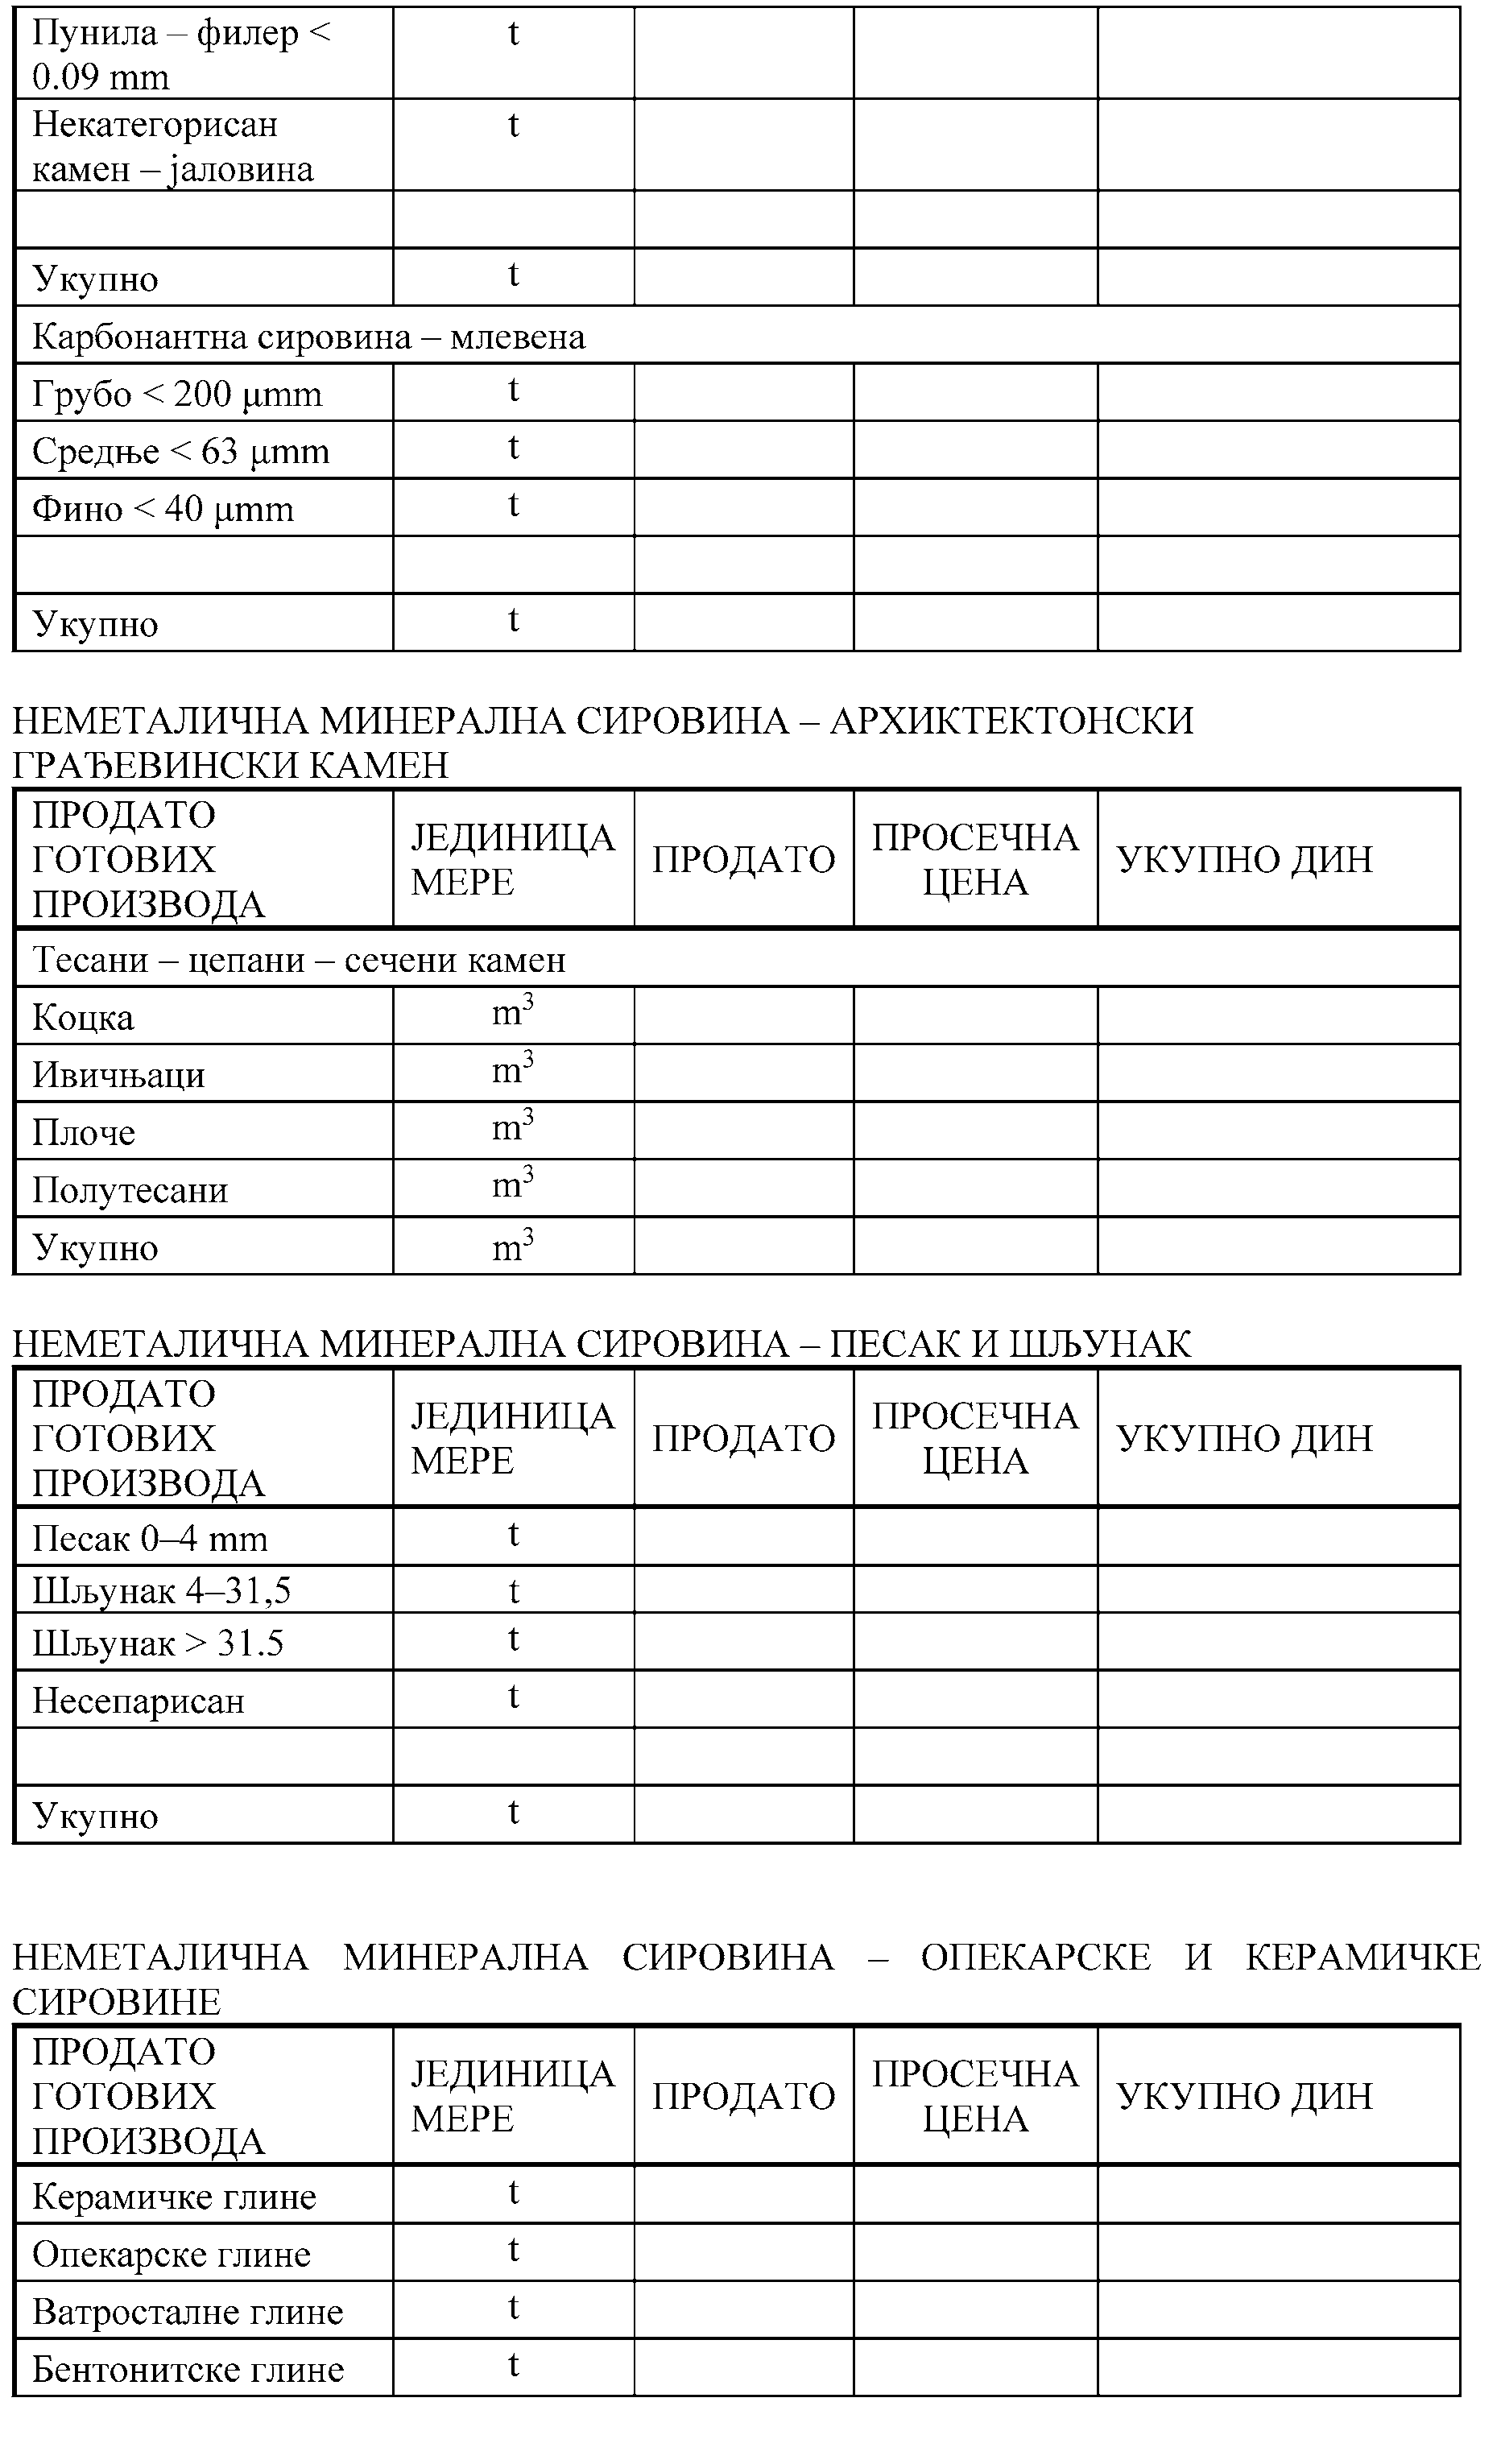 Пунила – филер < t
0.09 mm
Некатегорисан t
камен – јаловина
Укупно t
Карбонантна сировина – млевена
Грубо < 200 μmm t
Средње < 63 μmm t
Фино < 40 μmm t
Укупно t
НЕМЕТАЛИЧНА МИНЕРАЛНА СИРОВИНА – АРХИКТЕКТОНСКИ
ГРАЂЕВИНСКИ КАМЕН
ПРОДАТО
ГОТОВИХ
ПРОИЗВОДА
ЈЕДИНИЦА
МЕРЕ
ПРОДАТО
ПРОСЕЧНА
ЦЕНА
УКУПНО ДИН
Тесани – цепани – сечени камен
Коцка m³
Ивичњаци m³
Плоче m³
Полутесани m³
Укупно m³
НЕМЕТАЛИЧНА МИНЕРАЛНА СИРОВИНА – ПЕСАК И ШЉУНАК
ПРОДАТО
ГОТОВИХ
ПРОИЗВОДА
ЈЕДИНИЦА
МЕРЕ
ПРОДАТО
ПРОСЕЧНА
ЦЕНА
УКУПНО ДИН
Песак 0–4 mm t
Шљунак 4–31,5 t
Шљунак > 31.5 t
Несепарисан t
Укупно t
НЕМЕТАЛИЧНА МИНЕРАЛНА СИРОВИНА – ОПЕКАРСКЕ И КЕРАМИЧКЕ
СИРОВИНЕ
ПРОДАТО
ГОТОВИХ
ПРОИЗВОДА
ЈЕДИНИЦА
МЕРЕ
ПРОДАТО
ПРОСЕЧНА
ЦЕНА
УКУПНО ДИН
Керамичке глине t
Опекарске глине t
Ватросталне глине t
Бентонитске глине t